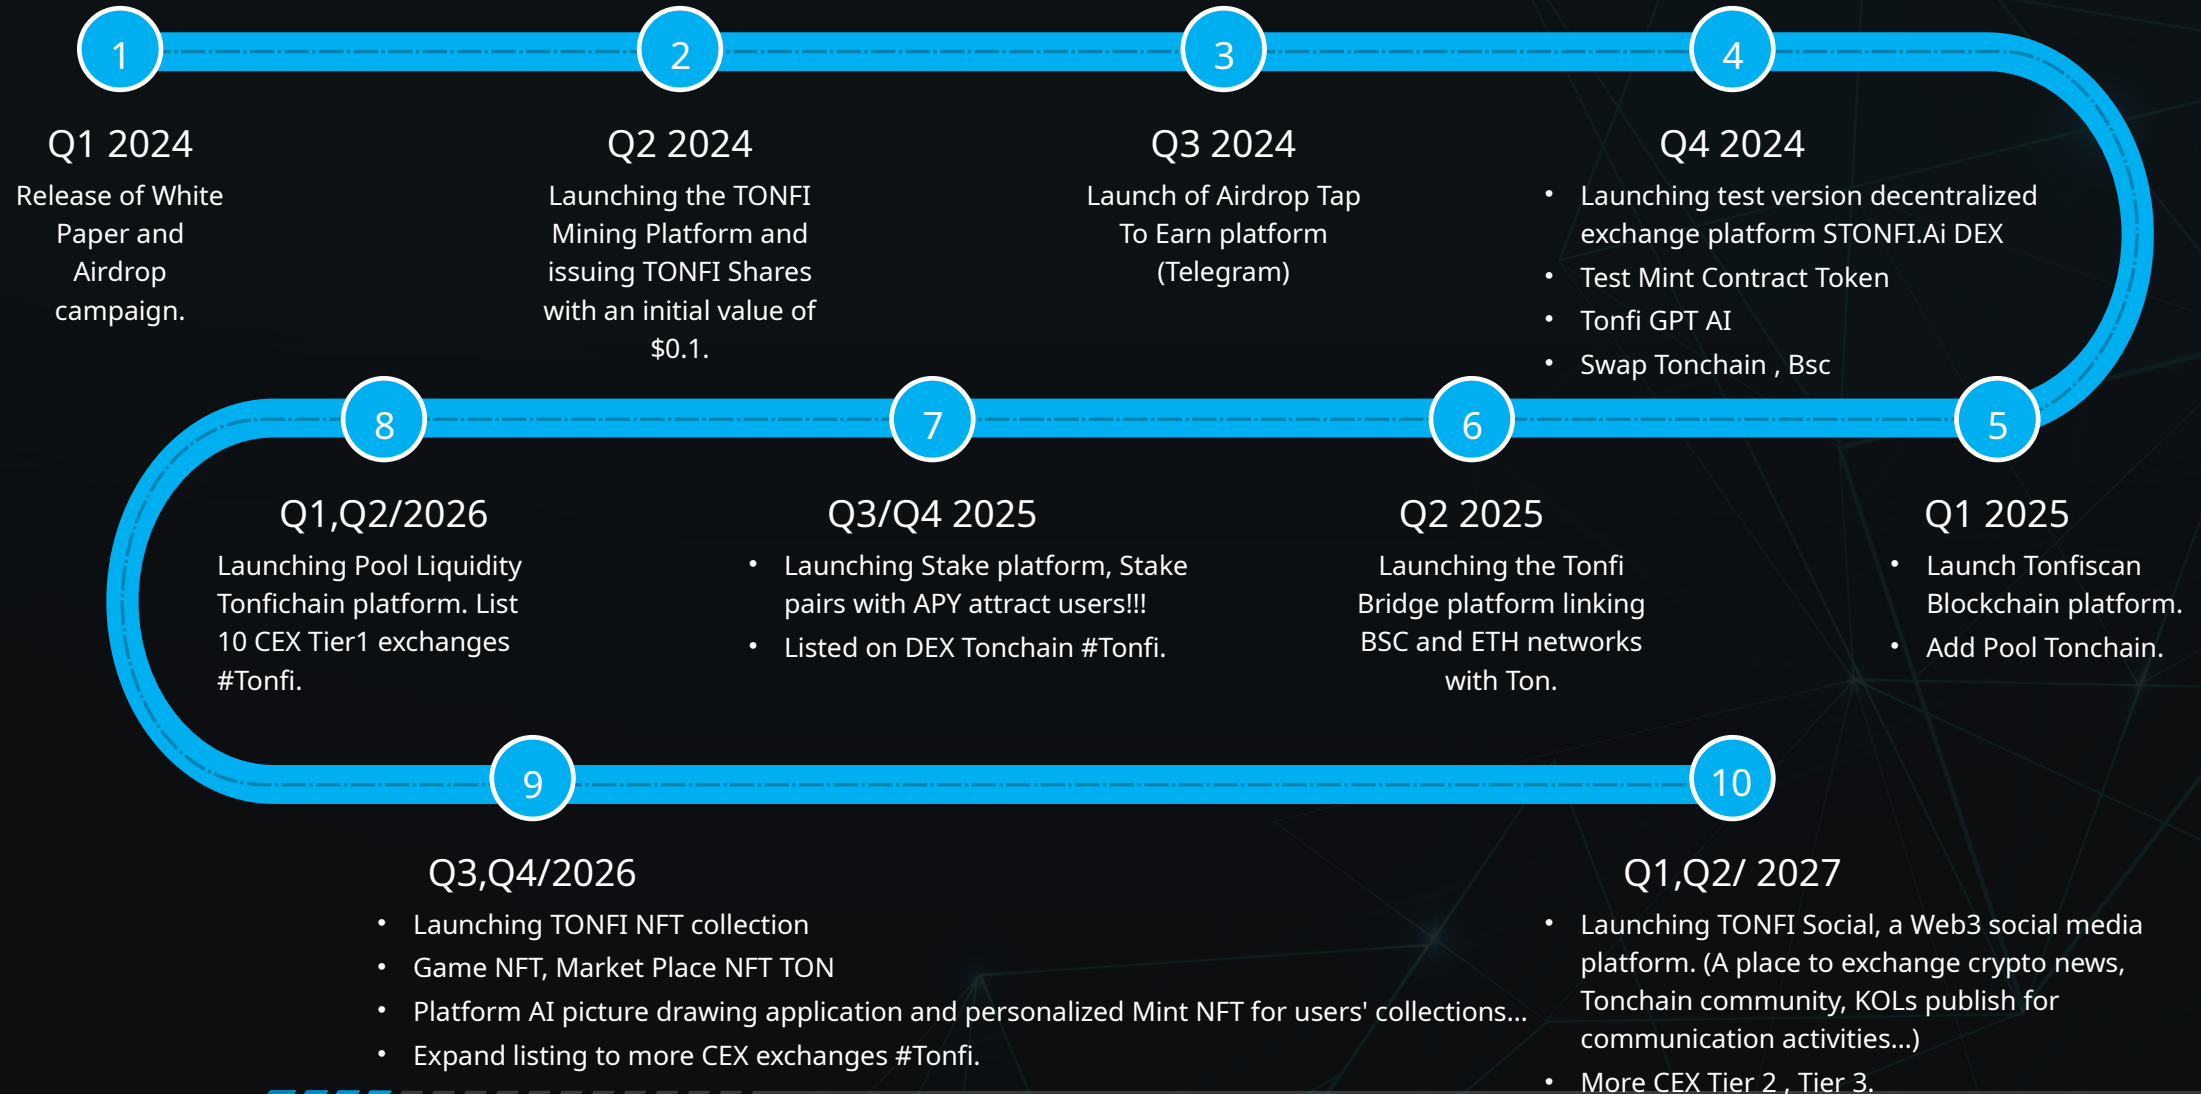 1
2
3
4
Q1 2024
Release of White
Paper and
Airdrop
campaign.
Q2 2024
Launching the TONFI
Mining Platform and
issuing TONFI Shares
with an initial value of
$0.1.
Q3 2024
Launch of Airdrop Tap
To Earn platform
(Telegram)
Q4 2024
• Launching test version decentralized
exchange platform STONFI.Ai DEX
• Test Mint Contract Token
• Tonfi GPT AI
• Swap Tonchain , Bsc
8
7
6
5
Q1,Q2/2026
Launching Pool Liquidity
Tonfichain platform. List
10 CEX Tier1 exchanges
#Tonfi.
Q3/Q4 2025
• Launching Stake platform, Stake
pairs with APY attract users!!!
• Listed on DEX Tonchain #Tonfi.
Q2 2025
Launching the Tonfi
Bridge platform linking
BSC and ETH networks
with Ton.
Q1 2025
• Launch Tonfiscan
Blockchain platform.
• Add Pool Tonchain.
9
10
Q3,Q4/2026
• Launching TONFI NFT collection
• Game NFT, Market Place NFT TON
• Platform AI picture drawing application and personalized Mint NFT for users' collections...
• Expand listing to more CEX exchanges #Tonfi.
Q1,Q2/ 2027
• Launching TONFI Social, a Web3 social media
platform. (A place to exchange crypto news,
Tonchain community, KOLs publish for
communication activities...)
• More CEX Tier 2 , Tier 3.